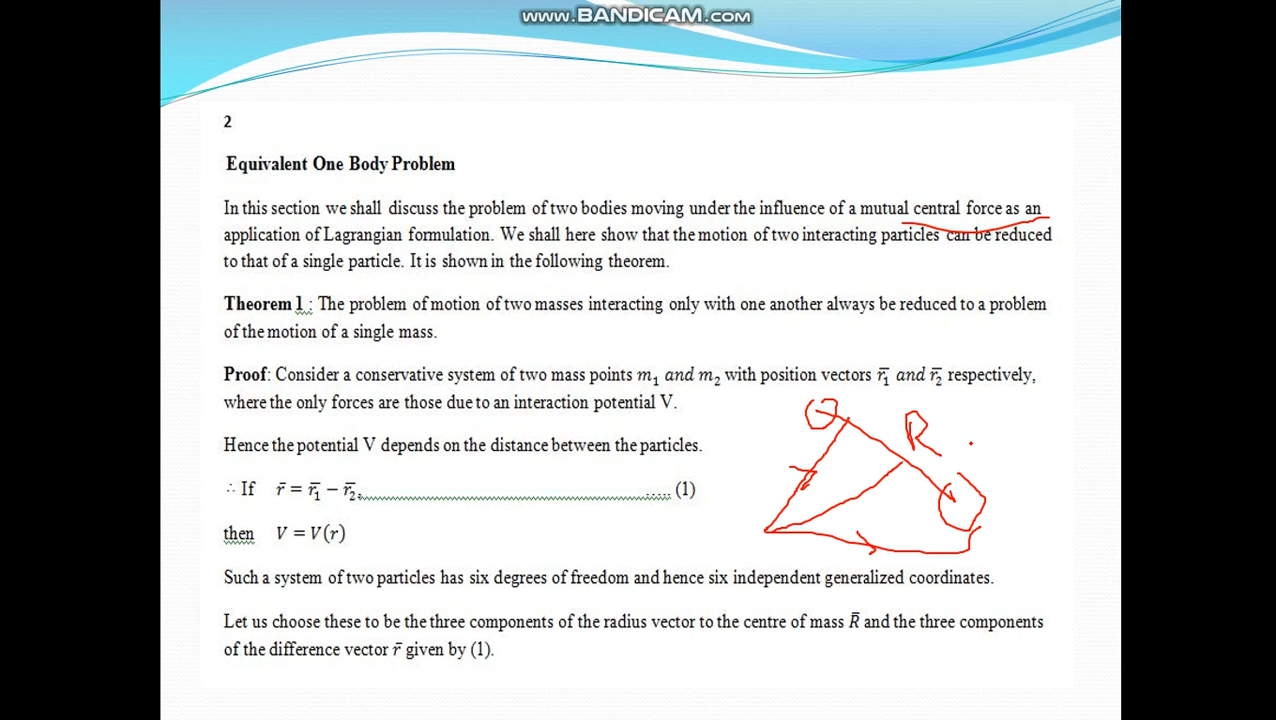 www.BANDICAM.com
2
Equivalent One Body Problem
In this section we shall discuss the problem of two bodies moving under the influence of a mutual central force as an
application of Lagrangian formulation. We shall here show that the motion of two interacting particles can be reduced
to that of a single particle. It is shown in the following theorem.
Theorem 1 : The problem of motion of two masses interacting only with one another always be reduced to a problem
of the motion of a single mass.
Proof: Consider a conservative system of two mass points m₁ and m₂ with position vectors r̄₁ and r̄₂ respectively,
where the only forces are those due to an interaction potential V.
R
Hence the potential V depends on the distance between the particles.
∴ If r̄ = r̄₁ − r̄₂, ..... (1)
then V = V(r)
Such a system of two particles has six degrees of freedom and hence six independent generalized coordinates.
Let us choose these to be the three components of the radius vector to the centre of mass R̄ and the three components
of the difference vector r̄ given by (1).